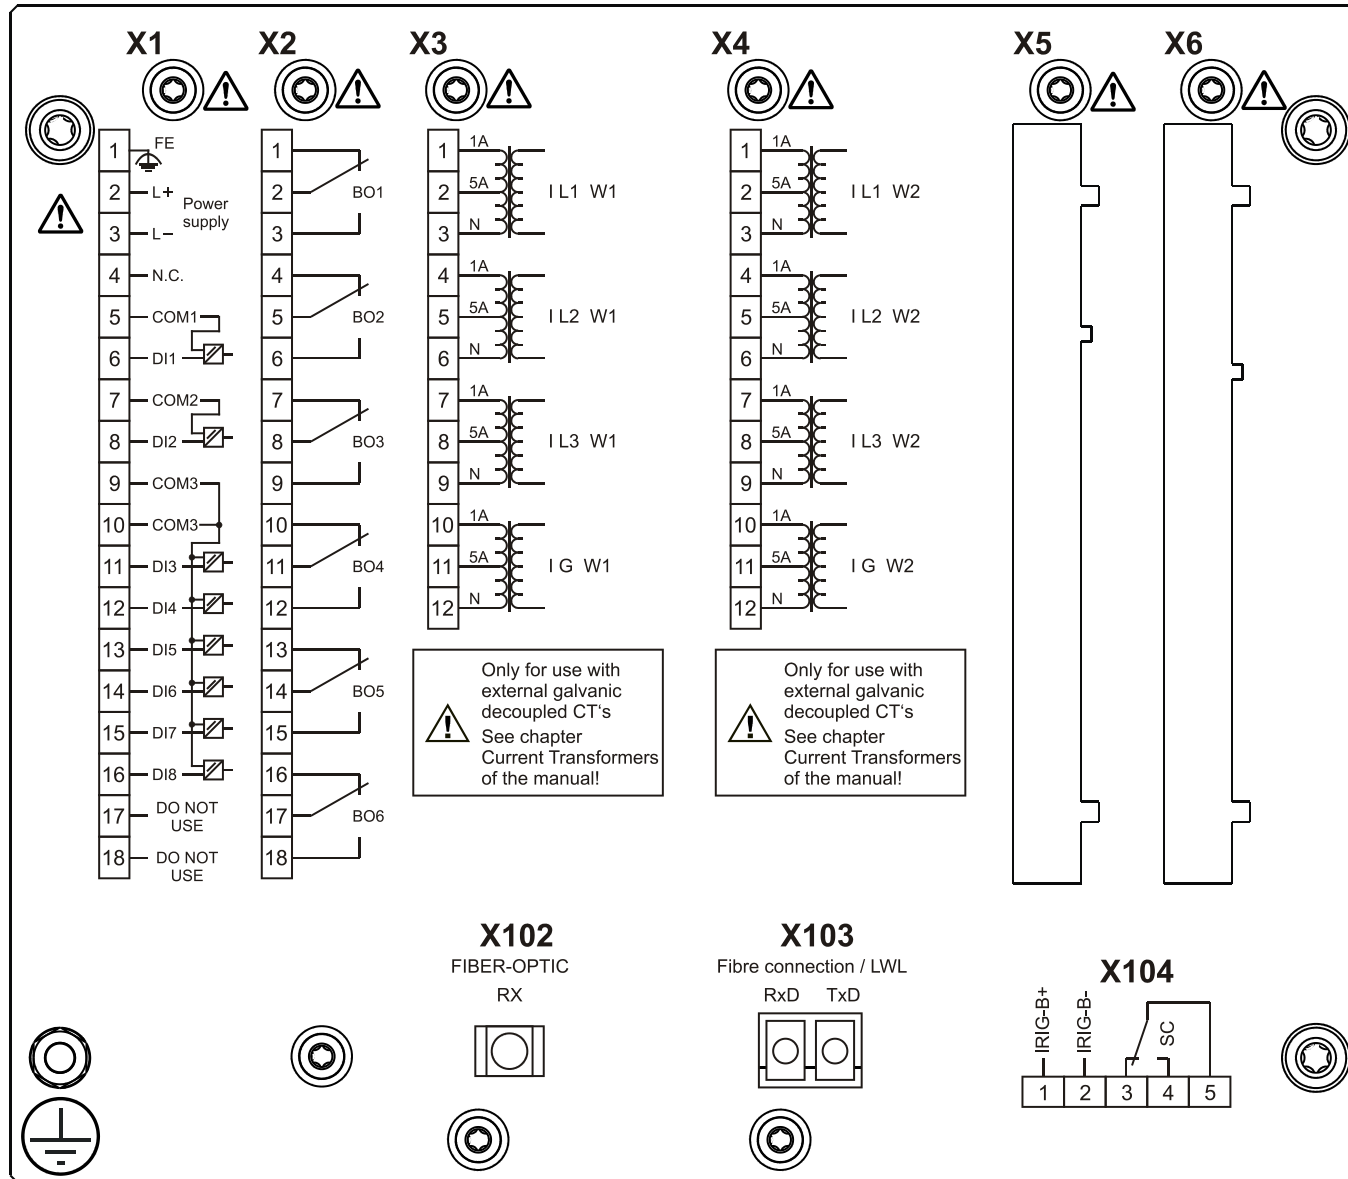 X1 X2 X3 X4 X5 X6
1 FE
2 L+
3 L–
Power
supply
4 N.C.
5 COM1
6 DI1
7 COM2
8 DI2
9 COM3
10 COM3
11 DI3
12 DI4
13 DI5
14 DI6
15 DI7
16 DI8
17 DO NOT
USE
18 DO NOT
USE
1
2 BO1
3
4
5 BO2
6
7
8 BO3
9
10
11 BO4
12
13
14 BO5
15
16
17 BO6
18
1 1A
2 5A I L1 W1
3 N
4 1A
5 5A I L2 W1
6 N
7 1A
8 5A I L3 W1
9 N
10 1A
11 5A I G W1
12 N
Only for use with
external galvanic
decoupled CT‘s
See chapter
Current Transformers
of the manual!
1 1A
2 5A I L1 W2
3 N
4 1A
5 5A I L2 W2
6 N
7 1A
8 5A I L3 W2
9 N
10 1A
11 5A I G W2
12 N
Only for use with
external galvanic
decoupled CT‘s
See chapter
Current Transformers
of the manual!
X102
FIBER-OPTIC
RX
X103
Fibre connection / LWL
RxD TxD
X104
IRIG-B+
IRIG-B-
SC
1 2 3 4 5